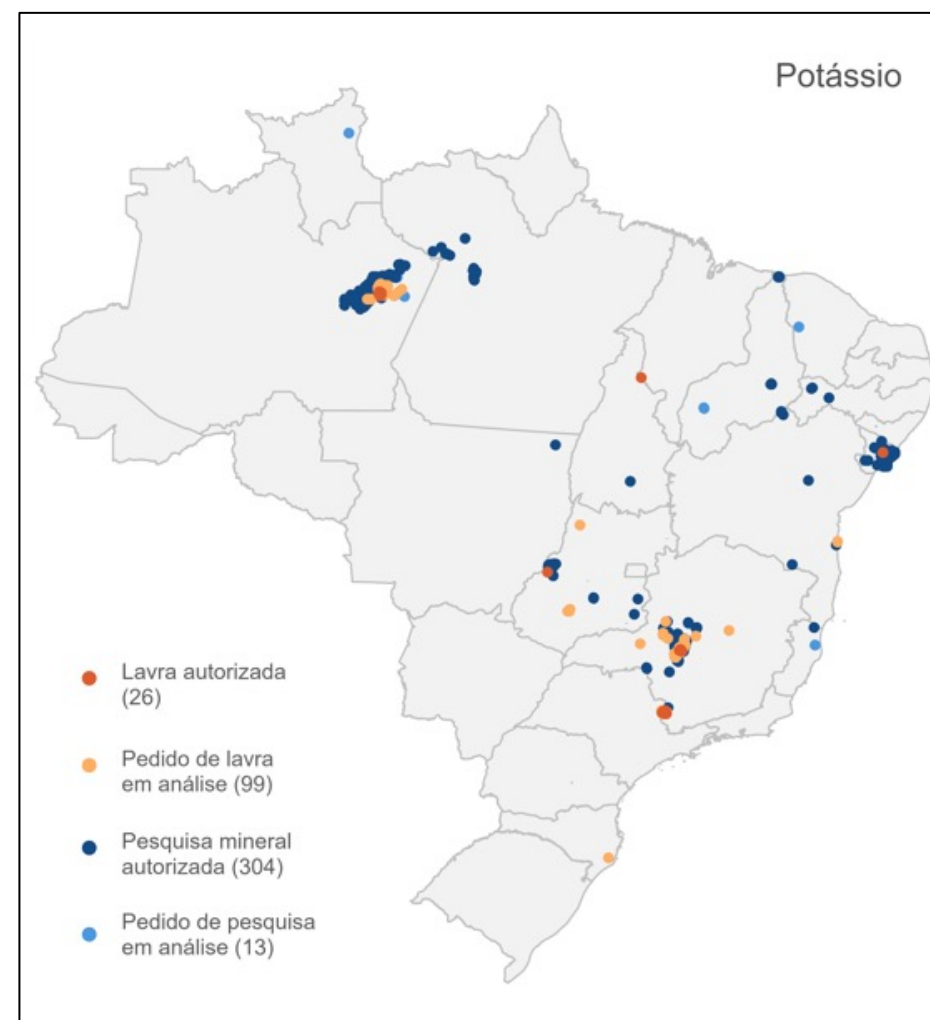 Potássio
Lavra autorizada
(26)
Pedido de lavra
em análise (99)
Pesquisa mineral
autorizada (304)
Pedido de pesquisa
em análise (13)